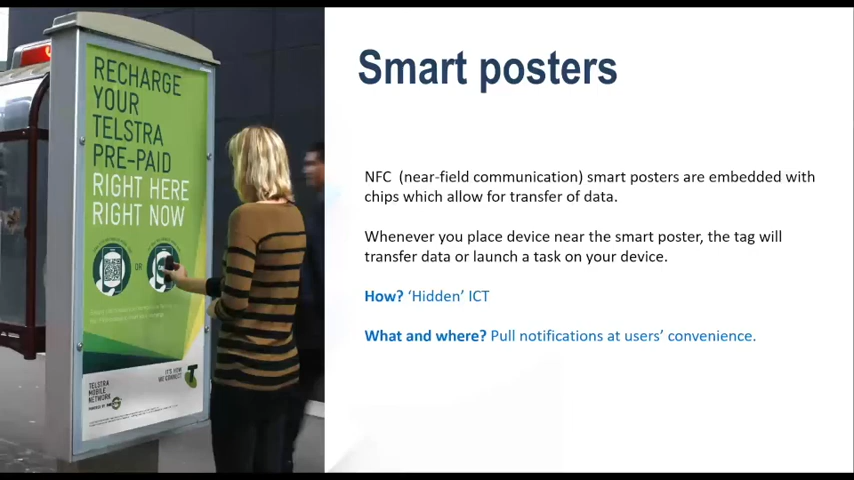 RECHARGE
YOUR
TELSTRA
PRE-PAID
RIGHT HERE
RIGHT NOW
OR
IT'S HOW
WE CONNECT
TELSTRA
MOBILE
NETWORK
Smart posters
NFC (near-field communication) smart posters are embedded with
chips which allow for transfer of data.
Whenever you place device near the smart poster, the tag will
transfer data or launch a task on your device.
How? ‘Hidden’ ICT
What and where? Pull notifications at users’ convenience.